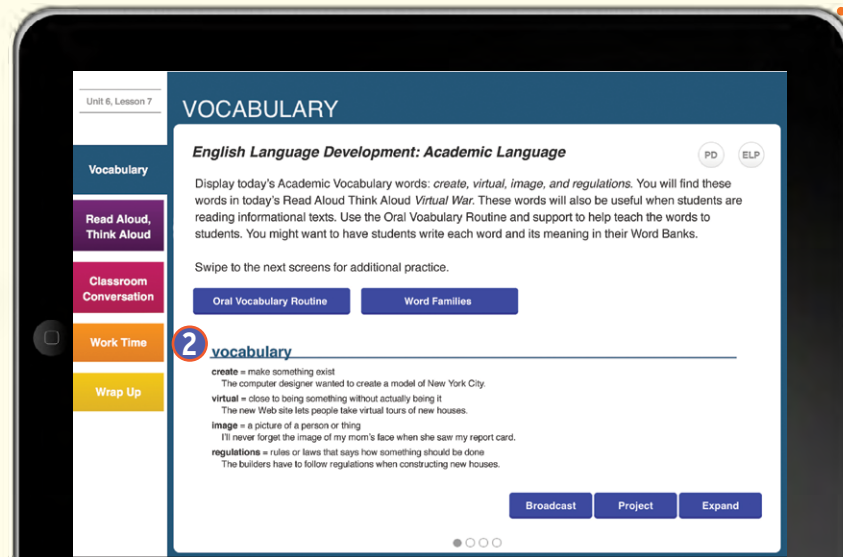 Unit 6, Lesson 7
VOCABULARY
Vocabulary
Read Aloud,
Think Aloud
Classroom
Conversation
Work Time
Wrap Up
English Language Development: Academic Language
PD
ELP
Display today's Academic Vocabulary words: create, virtual, image, and regulations. You will find these
words in today's Read Aloud Think Aloud Virtual War. These words will also be useful when students are
reading informational texts. Use the Oral Voabulary Routine and support to help teach the words to
students. You might want to have students write each word and its meaning in their Word Banks.
Swipe to the next screens for additional practice.
Oral Vocabulary Routine
Word Families
2
vocabulary
create = make something exist
The computer designer wanted to create a model of New York City.
virtual = close to being something without actually being it
The new Web site lets people take virtual tours of new houses.
image = a picture of a person or thing
I'll never forget the image of my mom's face when she saw my report card.
regulations = rules or laws that says how something should be done
The builders have to follow regulations when constructing new houses.
Broadcast
Project
Expand